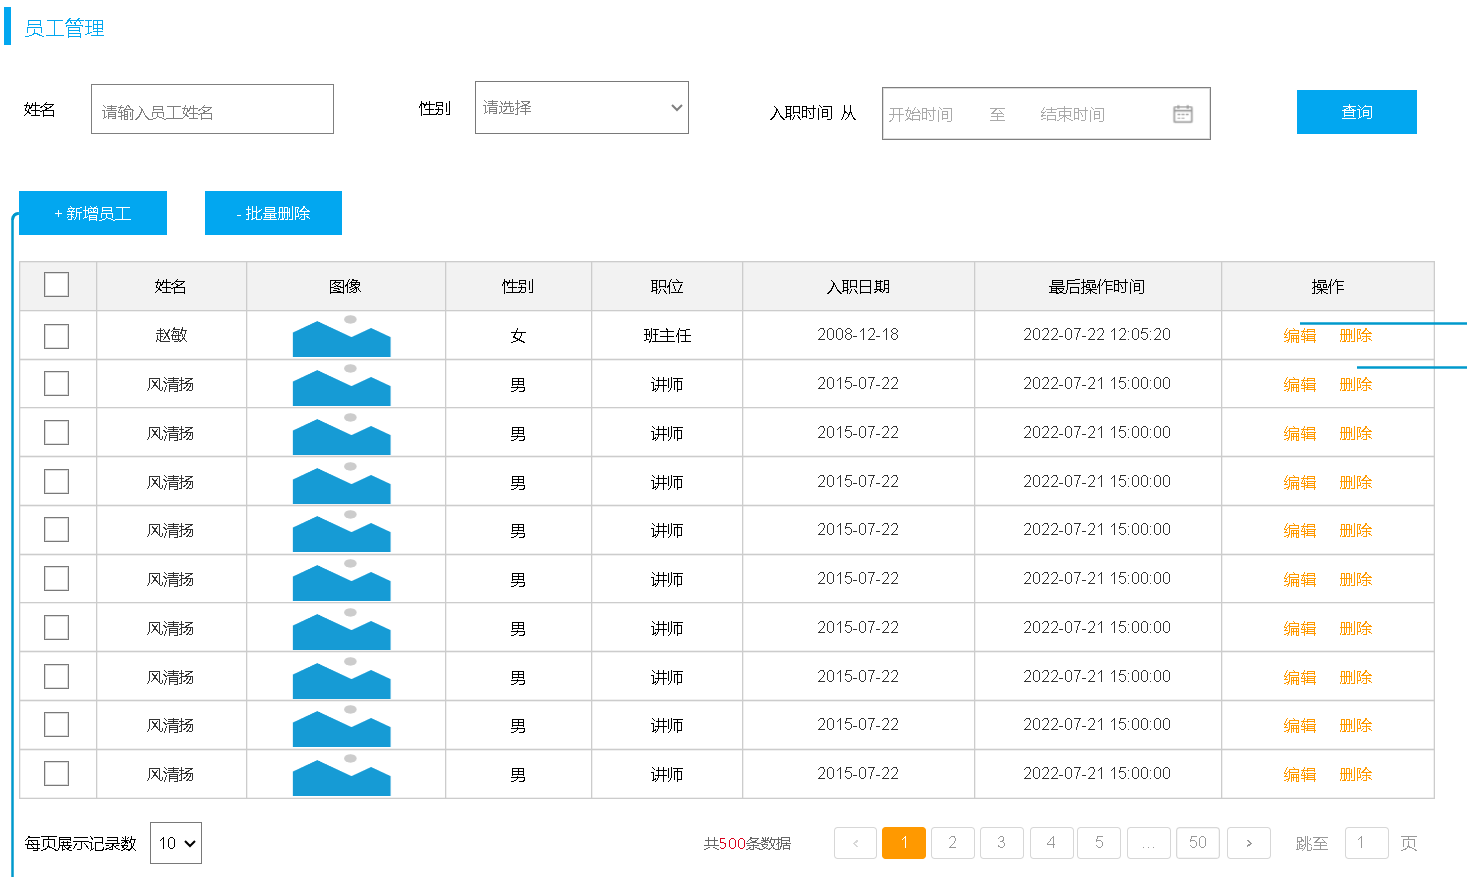 员工管理
姓名 请输入员工姓名 性别 请选择 入职时间 从 开始时间 至 结束时间 查询
+ 新增员工 - 批量删除
姓名 图像 性别 职位 入职日期 最后操作时间 操作
赵敏 女 班主任 2008-12-18 2022-07-22 12:05:20 编辑 删除
风清扬 男 讲师 2015-07-22 2022-07-21 15:00:00 编辑 删除
风清扬 男 讲师 2015-07-22 2022-07-21 15:00:00 编辑 删除
风清扬 男 讲师 2015-07-22 2022-07-21 15:00:00 编辑 删除
风清扬 男 讲师 2015-07-22 2022-07-21 15:00:00 编辑 删除
风清扬 男 讲师 2015-07-22 2022-07-21 15:00:00 编辑 删除
风清扬 男 讲师 2015-07-22 2022-07-21 15:00:00 编辑 删除
风清扬 男 讲师 2015-07-22 2022-07-21 15:00:00 编辑 删除
风清扬 男 讲师 2015-07-22 2022-07-21 15:00:00 编辑 删除
风清扬 男 讲师 2015-07-22 2022-07-21 15:00:00 编辑 删除
每页展示记录数 10 共500条数据 < 1 2 3 4 5 ... 50 > 跳至 1 页